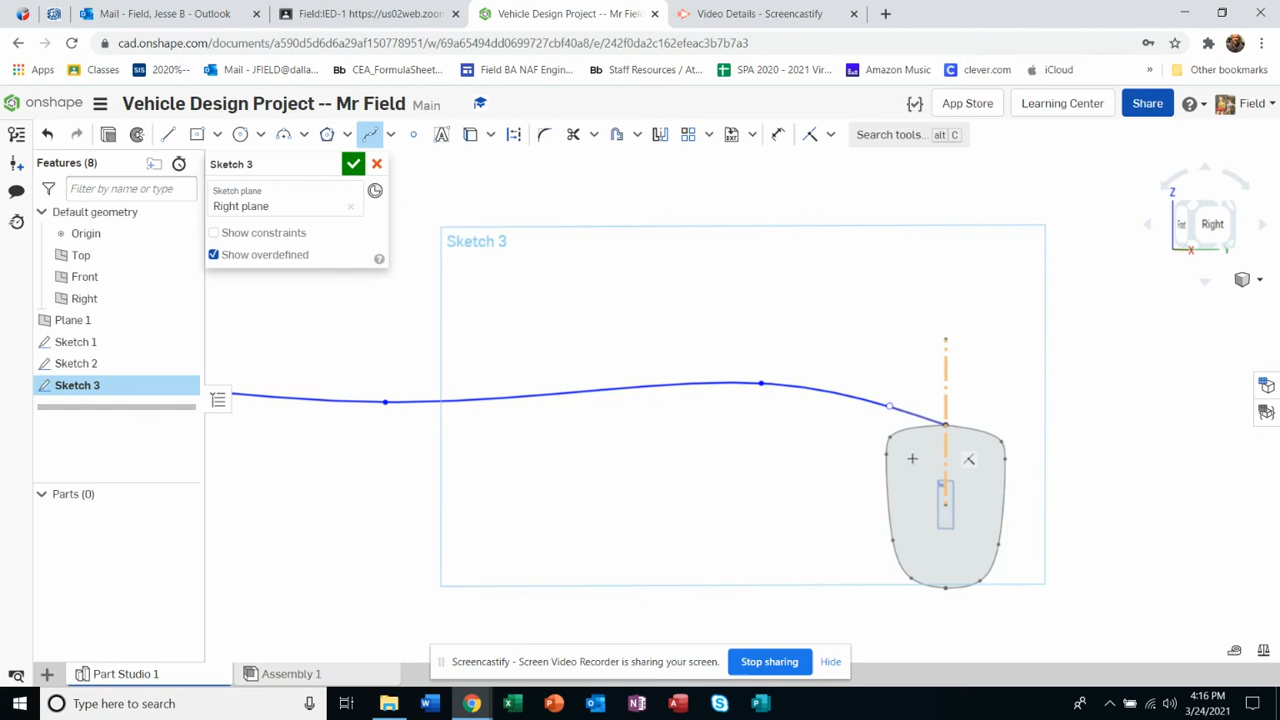 Mail - Field, Jesse B - Outlook
Field:IED-1 https://us02web.zoom
Vehicle Design Project -- Mr Field
Video Details - Screencastify
cad.onshape.com/documents/a590d5d6d6a29af150778951/w/69a65494dd0699727cbf40a8/e/242f0da2c162efeac3b7b7a3
Apps
Classes
2020%--
Mail - JFIELD@dalla...
CEA_FormulaSheet...
Field BA NAF Engin...
Staff Resources / At...
SPA 2020 - 2021 Vir...
Amazon Music
clever.com
iCloud
»
Other bookmarks
onshape
Vehicle Design Project -- Mr Field
Main
App Store
Learning Center
Share
Field
Search tools...
alt
C
Features (8)
Filter by name or type
Default geometry
Origin
Top
Front
Right
Plane 1
Sketch 1
Sketch 2
Sketch 3
Parts (0)
Sketch 3
Sketch plane
Right plane
Show constraints
Show overdefined
Sketch 3
Z
Right
X
Y
Screencastify - Screen Video Recorder is sharing your screen.
Stop sharing
Hide
Part Studio 1
Assembly 1
Type here to search
4:16 PM
3/24/2021